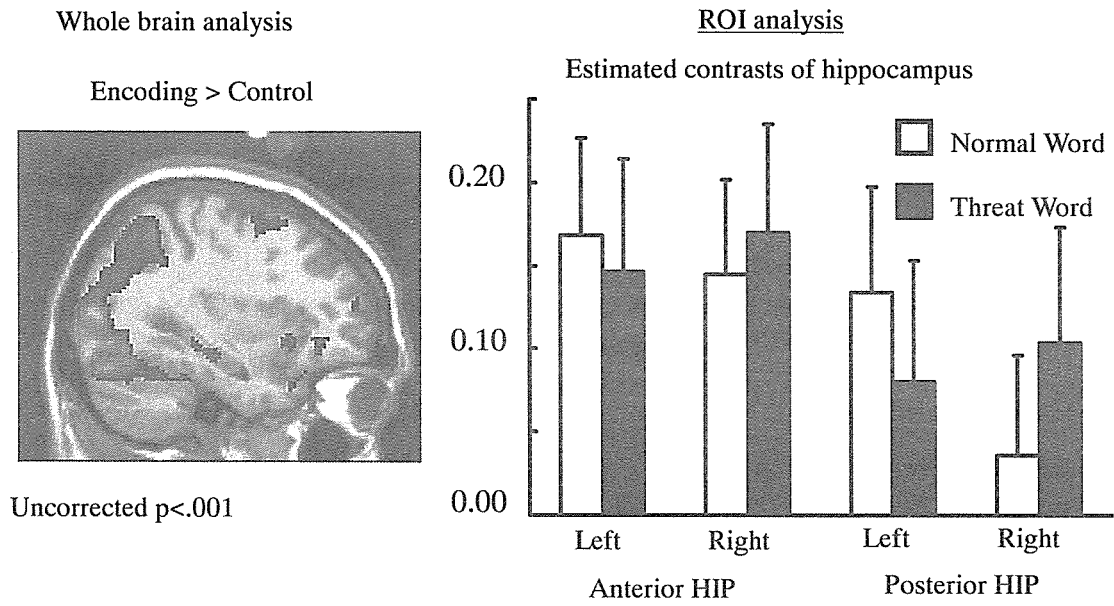 Whole brain analysis
Encoding > Control
Uncorrected p<.001
ROI analysis
Estimated contrasts of hippocampus
Normal Word
Threat Word
0.20
0.10
0.00
Left
Right
Left
Right
Anterior HIP
Posterior HIP